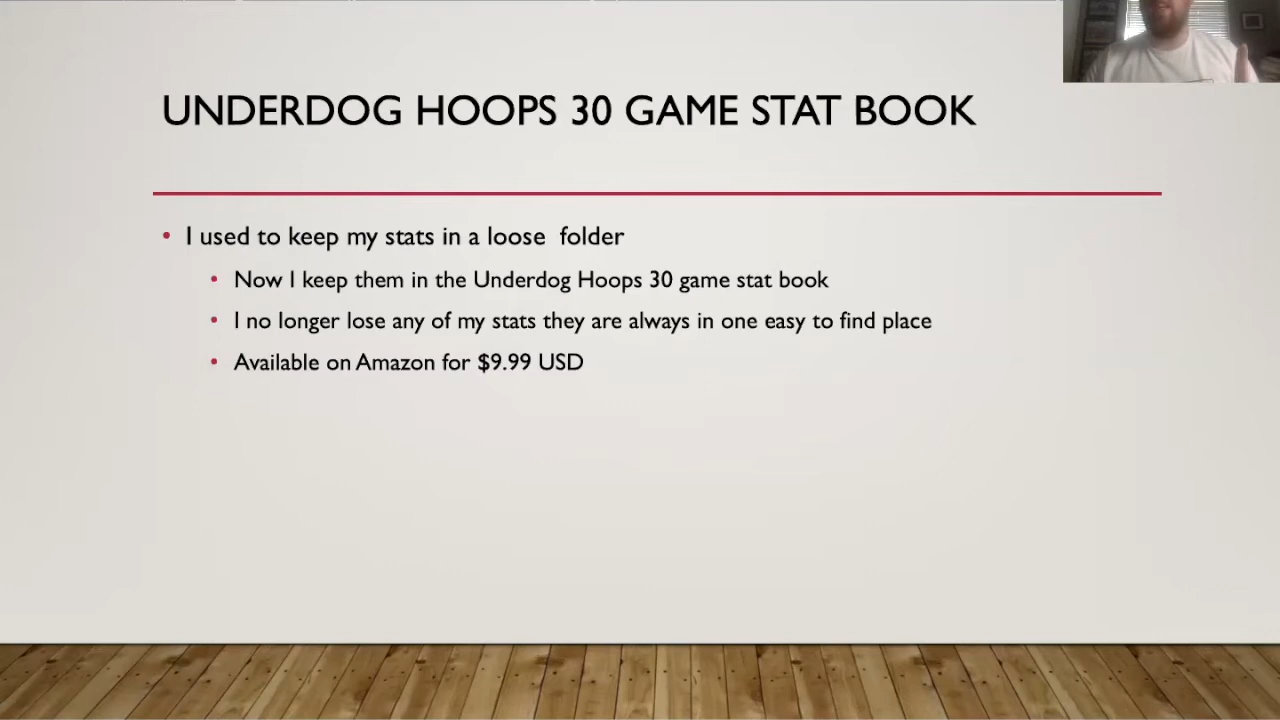 UNDERDOG HOOPS 30 GAME STAT BOOK
• I used to keep my stats in a loose  folder
• Now I keep them in the Underdog Hoops 30 game stat book
• I no longer lose any of my stats they are always in one easy to find place
• Available on Amazon for $9.99 USD